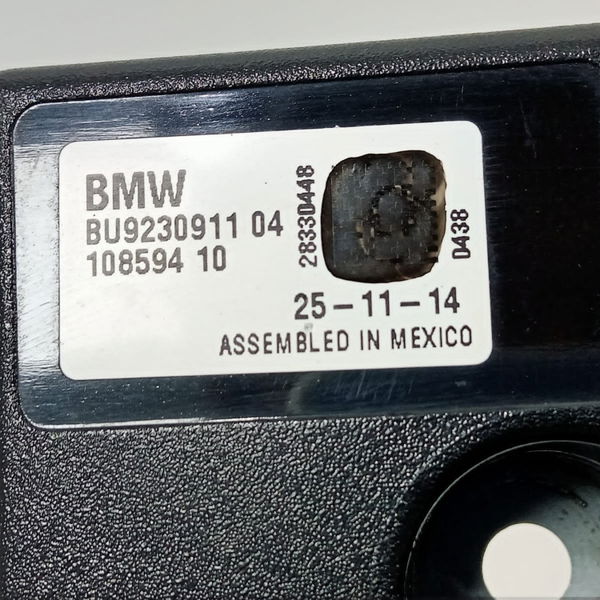 BMW
BU9230911 04
108594 10
28330448
0438
25-11-14
ASSEMBLED IN MEXICO